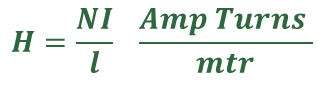 H = NI/l Amp Turns/mtr